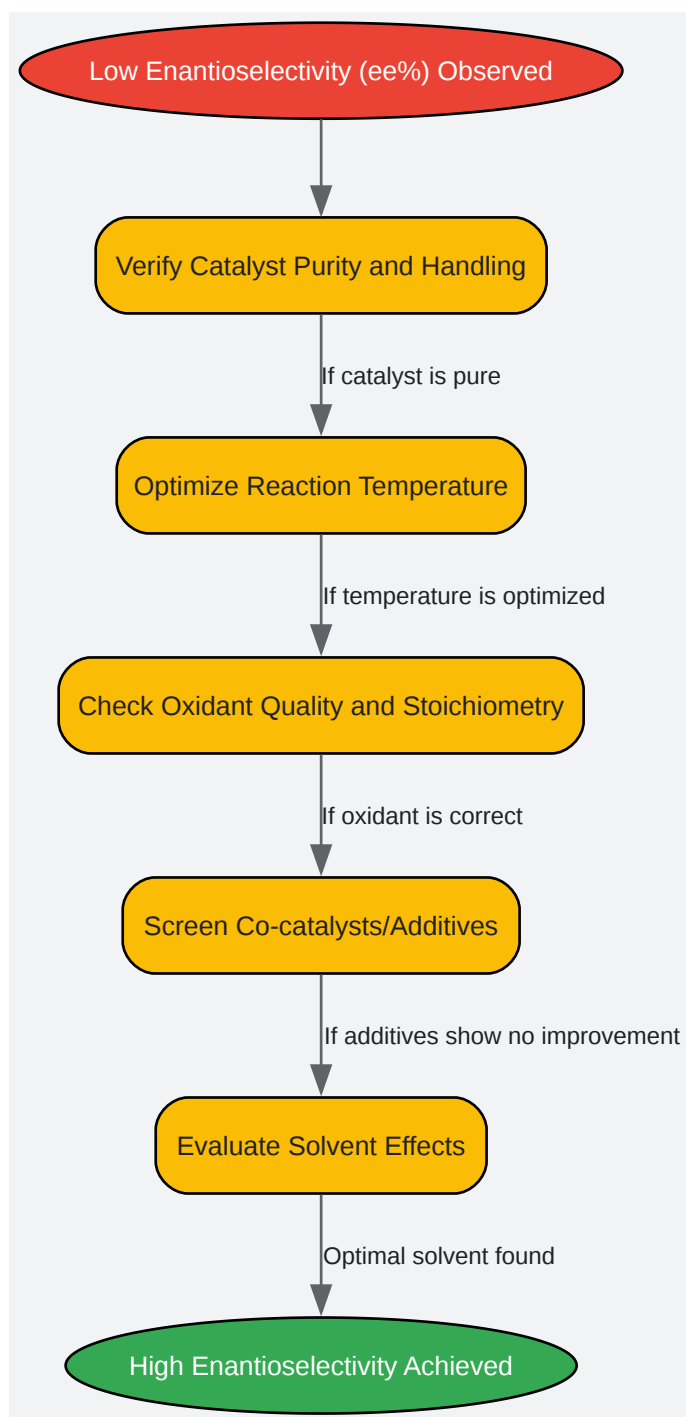 Low Enantioselectivity (ee%) Observed
Verify Catalyst Purity and Handling
If catalyst is pure
Optimize Reaction Temperature
If temperature is optimized
Check Oxidant Quality and Stoichiometry
If oxidant is correct
Screen Co-catalysts/Additives
If additives show no improvement
Evaluate Solvent Effects
Optimal solvent found
High Enantioselectivity Achieved